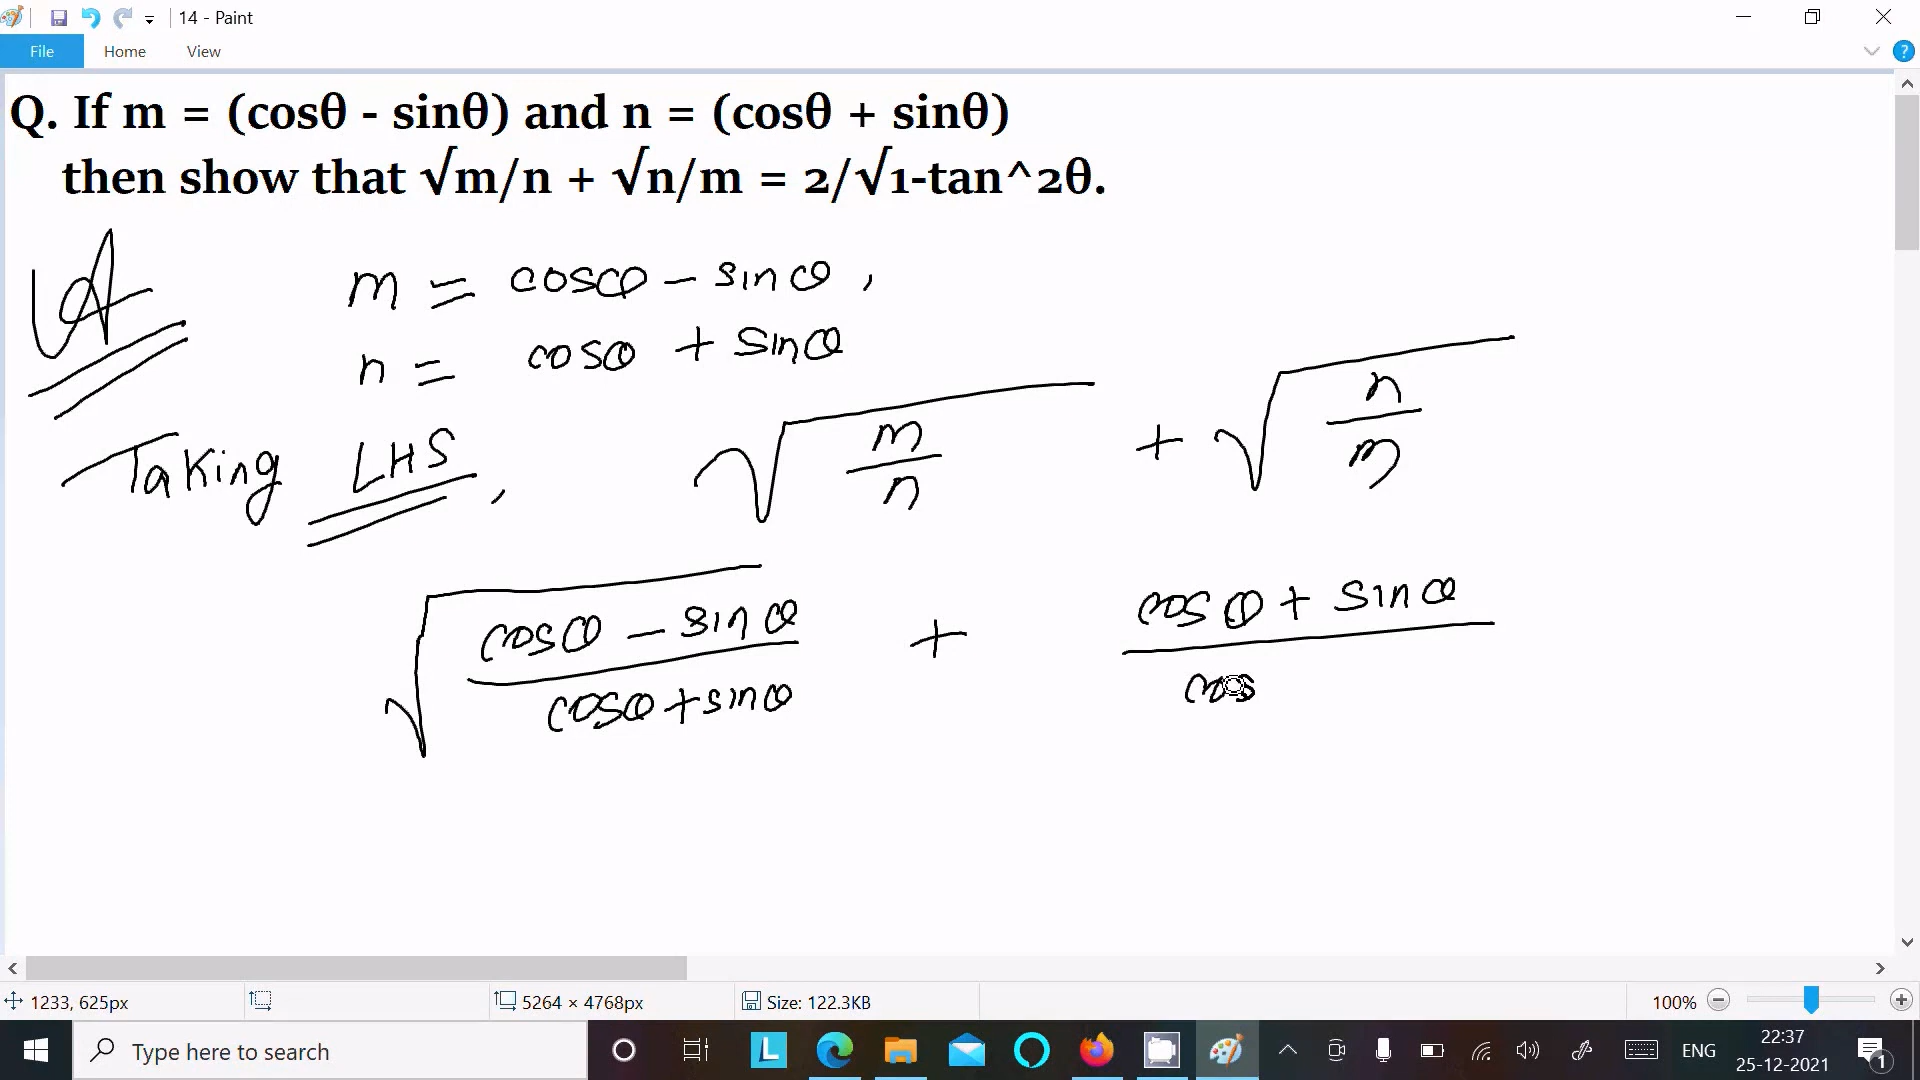 14 - Paint
File Home View
Q. If m = (cosθ - sinθ) and n = (cosθ + sinθ)
then show that √m/n + √n/m = 2/√1-tan^2θ.
m = cosθ - sinθ,
n = cosθ + sinθ
Taking LHS, √m/n + √n/m
√cosθ - sinθ/cosθ+sinθ + cosθ + sinθ/cos
1233, 625px 5264 × 4768px Size: 122.3KB 100%
Type here to search L ENG 22:37
25-12-2021 1